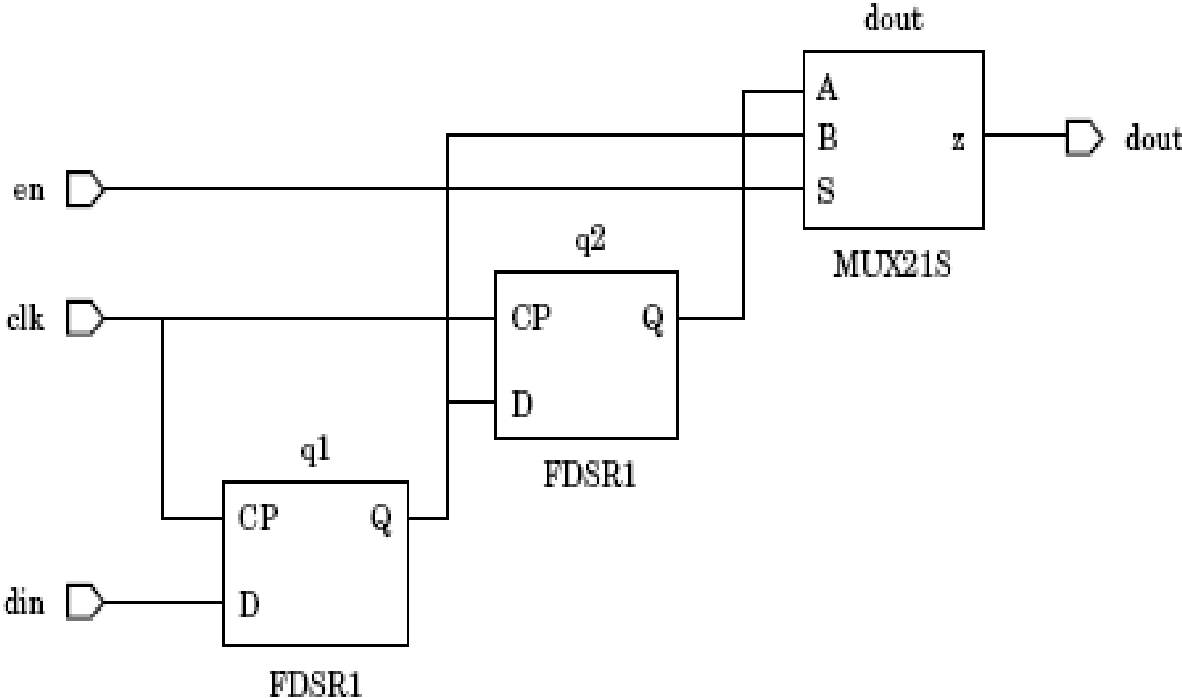 dout
A
B
z
dout
en
S
q2
MUX21S
clk
CP
Q
D
q1
FDSR1
CP
Q
din
D
FDSR1